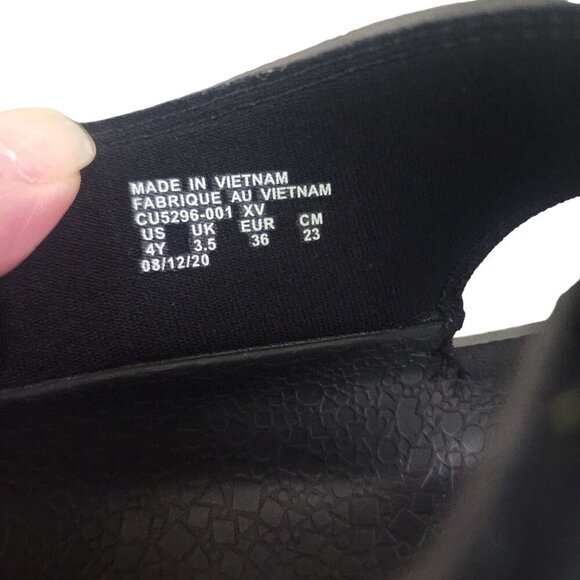 MADE IN VIETNAM
FABRIQUE AU VIETNAM
CU5296-001 XV
US UK EUR CM
4Y 3.5 36 23
08/12/20